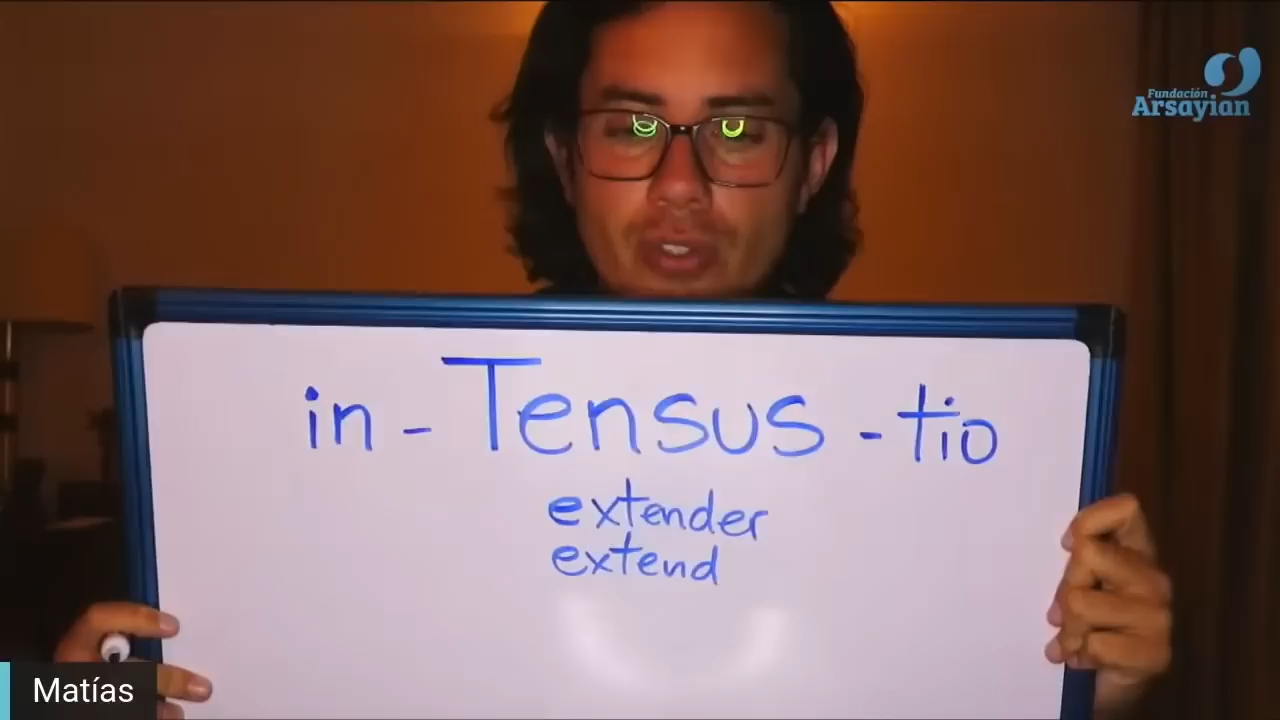 Fundación
Arsayian
in - Tensus - tio
extender
extend
Matías